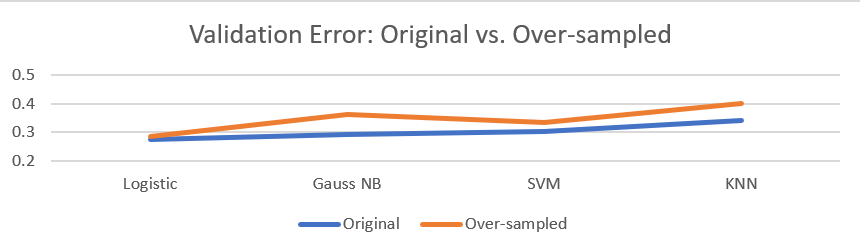 Validation Error: Original vs. Over-sampled
0.5
0.4
0.3
0.2
Logistic Gauss NB SVM KNN
Original Over-sampled